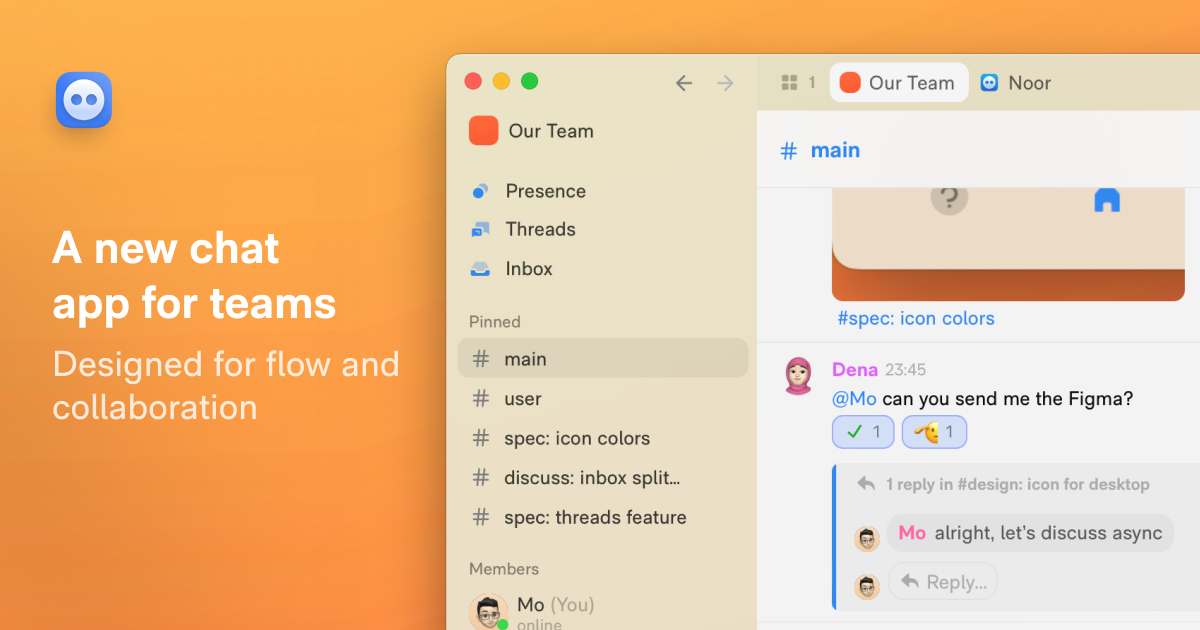 A new chat
app for teams
Designed for flow and
collaboration
Our Team
Presence
Threads
Inbox
Pinned
# main
# user
# spec: icon colors
# discuss: inbox split...
# spec: threads feature
Members
Mo (You)
online
1
Our Team
Noor
# main
?
#spec: icon colors
Dena 23:45
@Mo can you send me the Figma?
1 1
1 reply in #design: icon for desktop
Mo alright, let's discuss async
Reply...